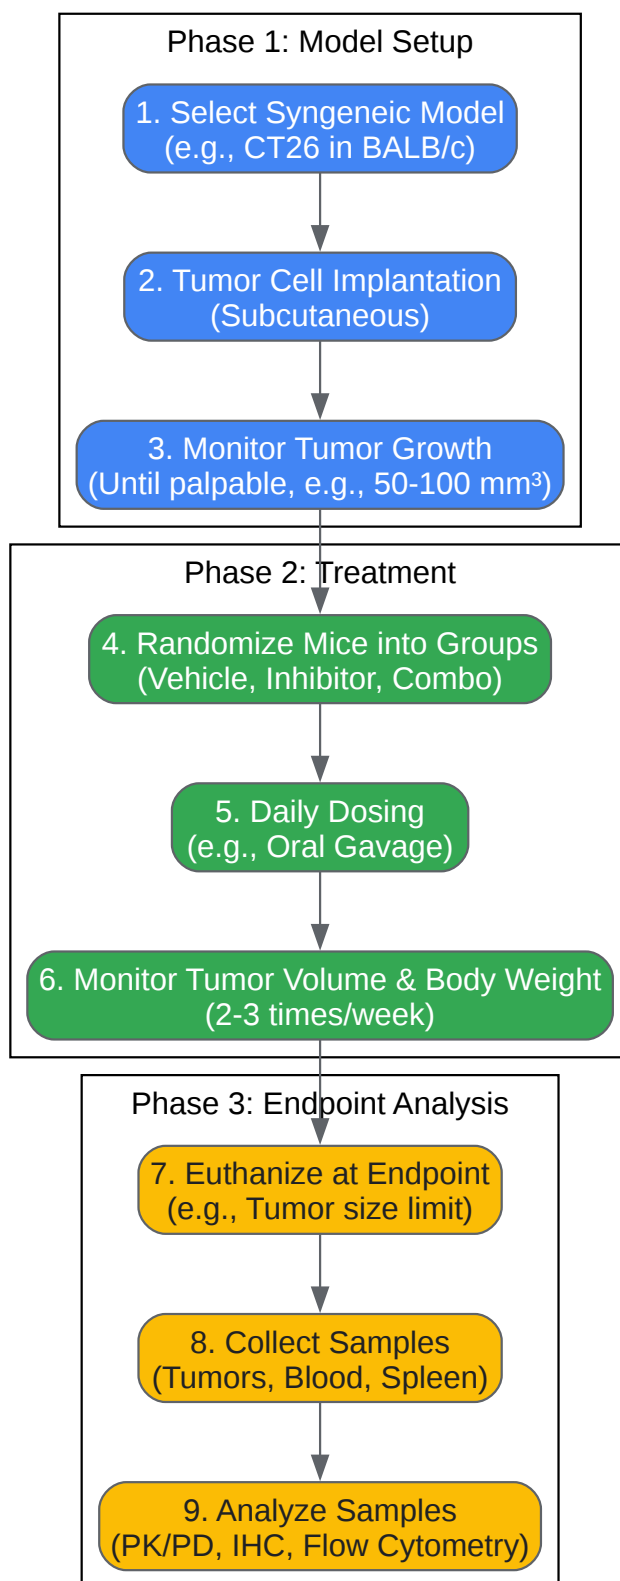 Phase 1: Model Setup
1. Select Syngeneic Model
(e.g., CT26 in BALB/c)
2. Tumor Cell Implantation
(Subcutaneous)
3. Monitor Tumor Growth
(Until palpable, e.g., 50-100 mm³)
Phase 2: Treatment
4. Randomize Mice into Groups
(Vehicle, Inhibitor, Combo)
5. Daily Dosing
(e.g., Oral Gavage)
6. Monitor Tumor Volume & Body Weight
(2-3 times/week)
Phase 3: Endpoint Analysis
7. Euthanize at Endpoint
(e.g., Tumor size limit)
8. Collect Samples
(Tumors, Blood, Spleen)
9. Analyze Samples
(PK/PD, IHC, Flow Cytometry)